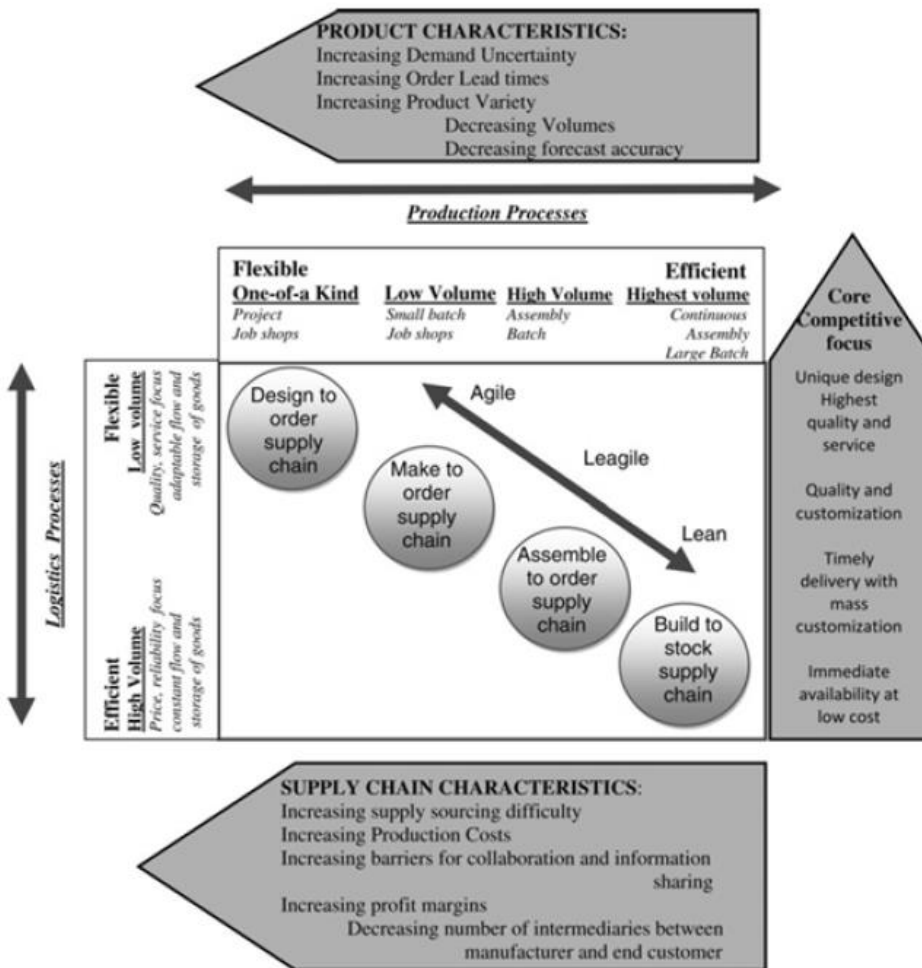 PRODUCT CHARACTERISTICS:
Increasing Demand Uncertainty
Increasing Order Lead times
Increasing Product Variety
Decreasing Volumes
Decreasing forecast accuracy
Production Processes
Flexible
Efficient
One-of-a Kind
Low Volume
High Volume
Highest volume
Project
Small batch
Assembly
Continuous
Job shops
Job shops
Batch
Assembly
Large Batch
Logistics Processes
Flexible
Low volume
Quality, service focus
adaptable flow and
storage of goods
Efficient
High Volume
Price, reliability focus
constant flow and
storage of goods
Design to
order
supply
chain
Make to
order
supply
chain
Assemble
to order
supply
chain
Build to
stock
supply
chain
Agile
Leagile
Lean
Core
Competitive
focus
Unique design
Highest
quality and
service
Quality and
customization
Timely
delivery with
mass
customization
Immediate
availability at
low cost
SUPPLY CHAIN CHARACTERISTICS:
Increasing supply sourcing difficulty
Increasing Production Costs
Increasing barriers for collaboration and information
sharing
Increasing profit margins
Decreasing number of intermediaries between
manufacturer and end customer